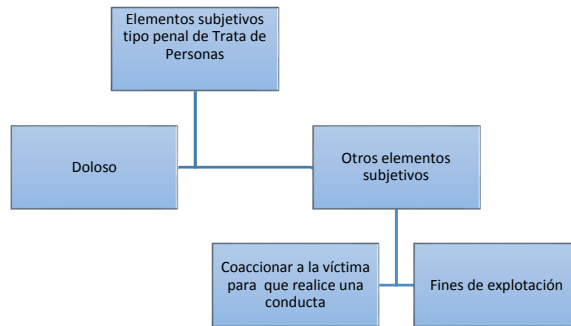 Elementos subjetivos
tipo penal de Trata de
Personas
Doloso
Otros elementos
subjetivos
Coaccionar a la víctima
para que realice una
conducta
Fines de explotación